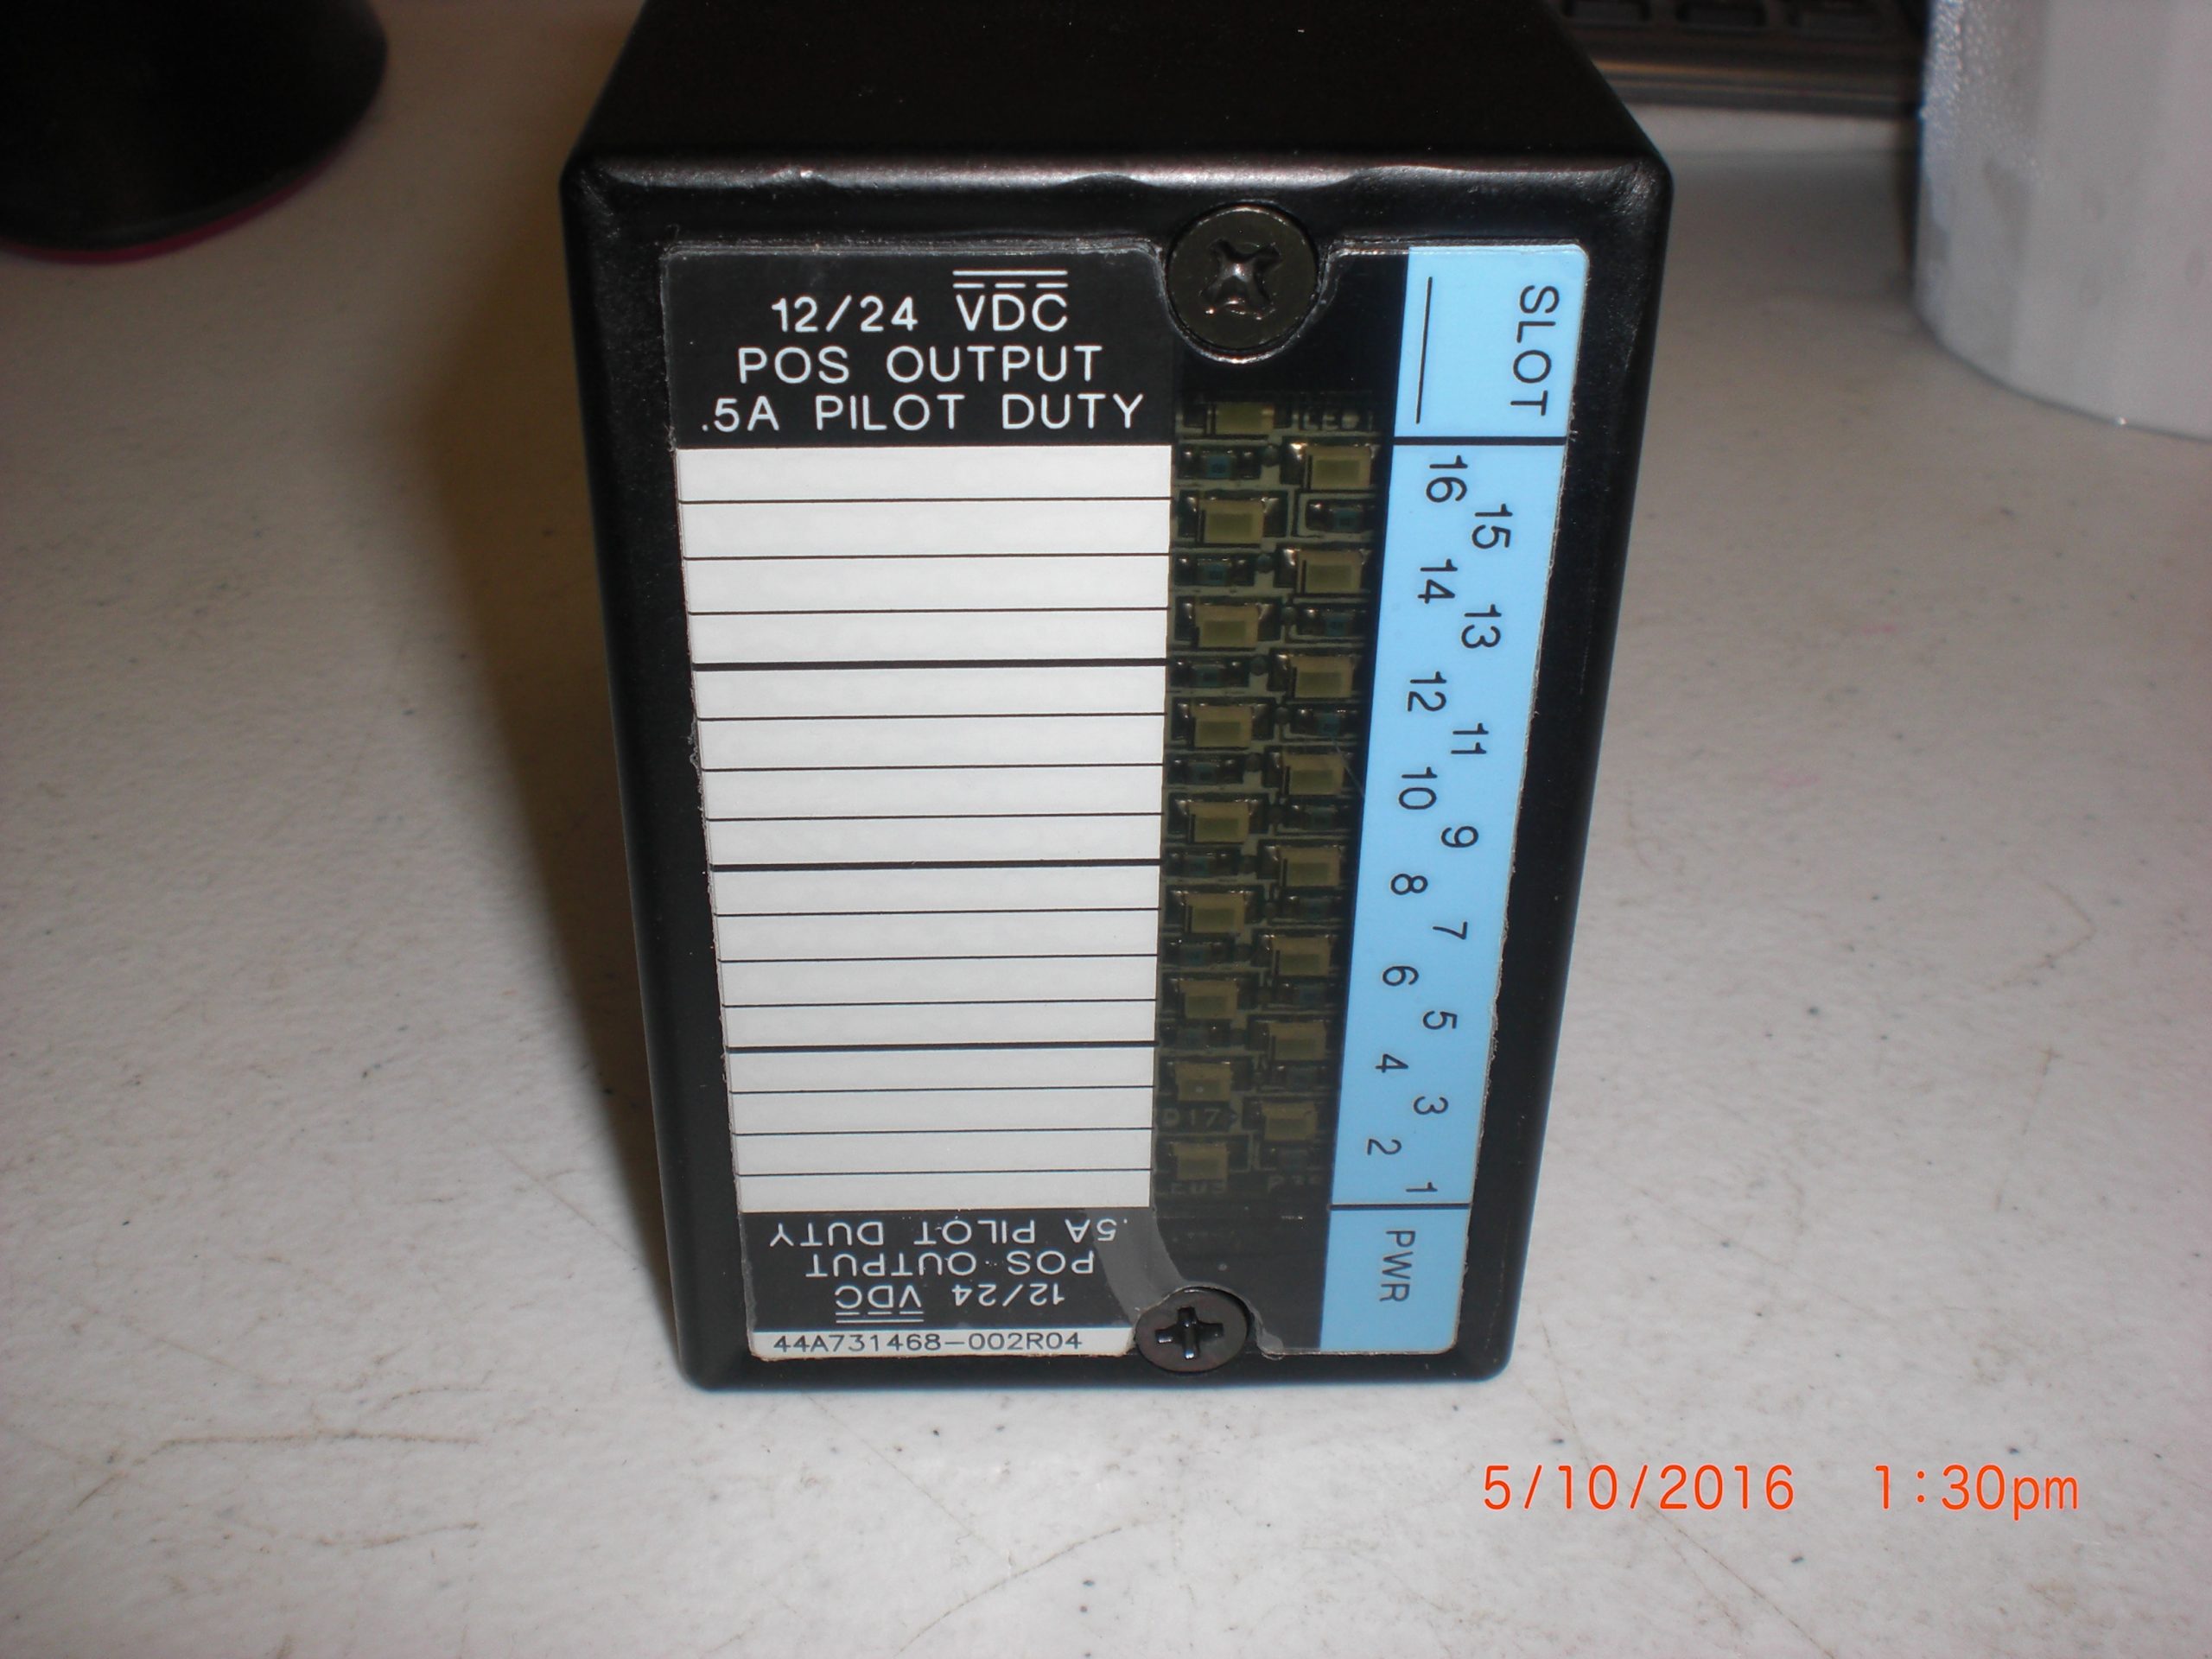 12/24 VDC
POS OUTPUT
.5A PILOT DUTY
SLOT
16
15
14
13
12
11
10
9
8
7
6
5
4
3
2
1
PWR
.5A PILOT DUTY
POS OUTPUT
12/24 VDC
44A731468-002R04
5/10/2016 1:30pm